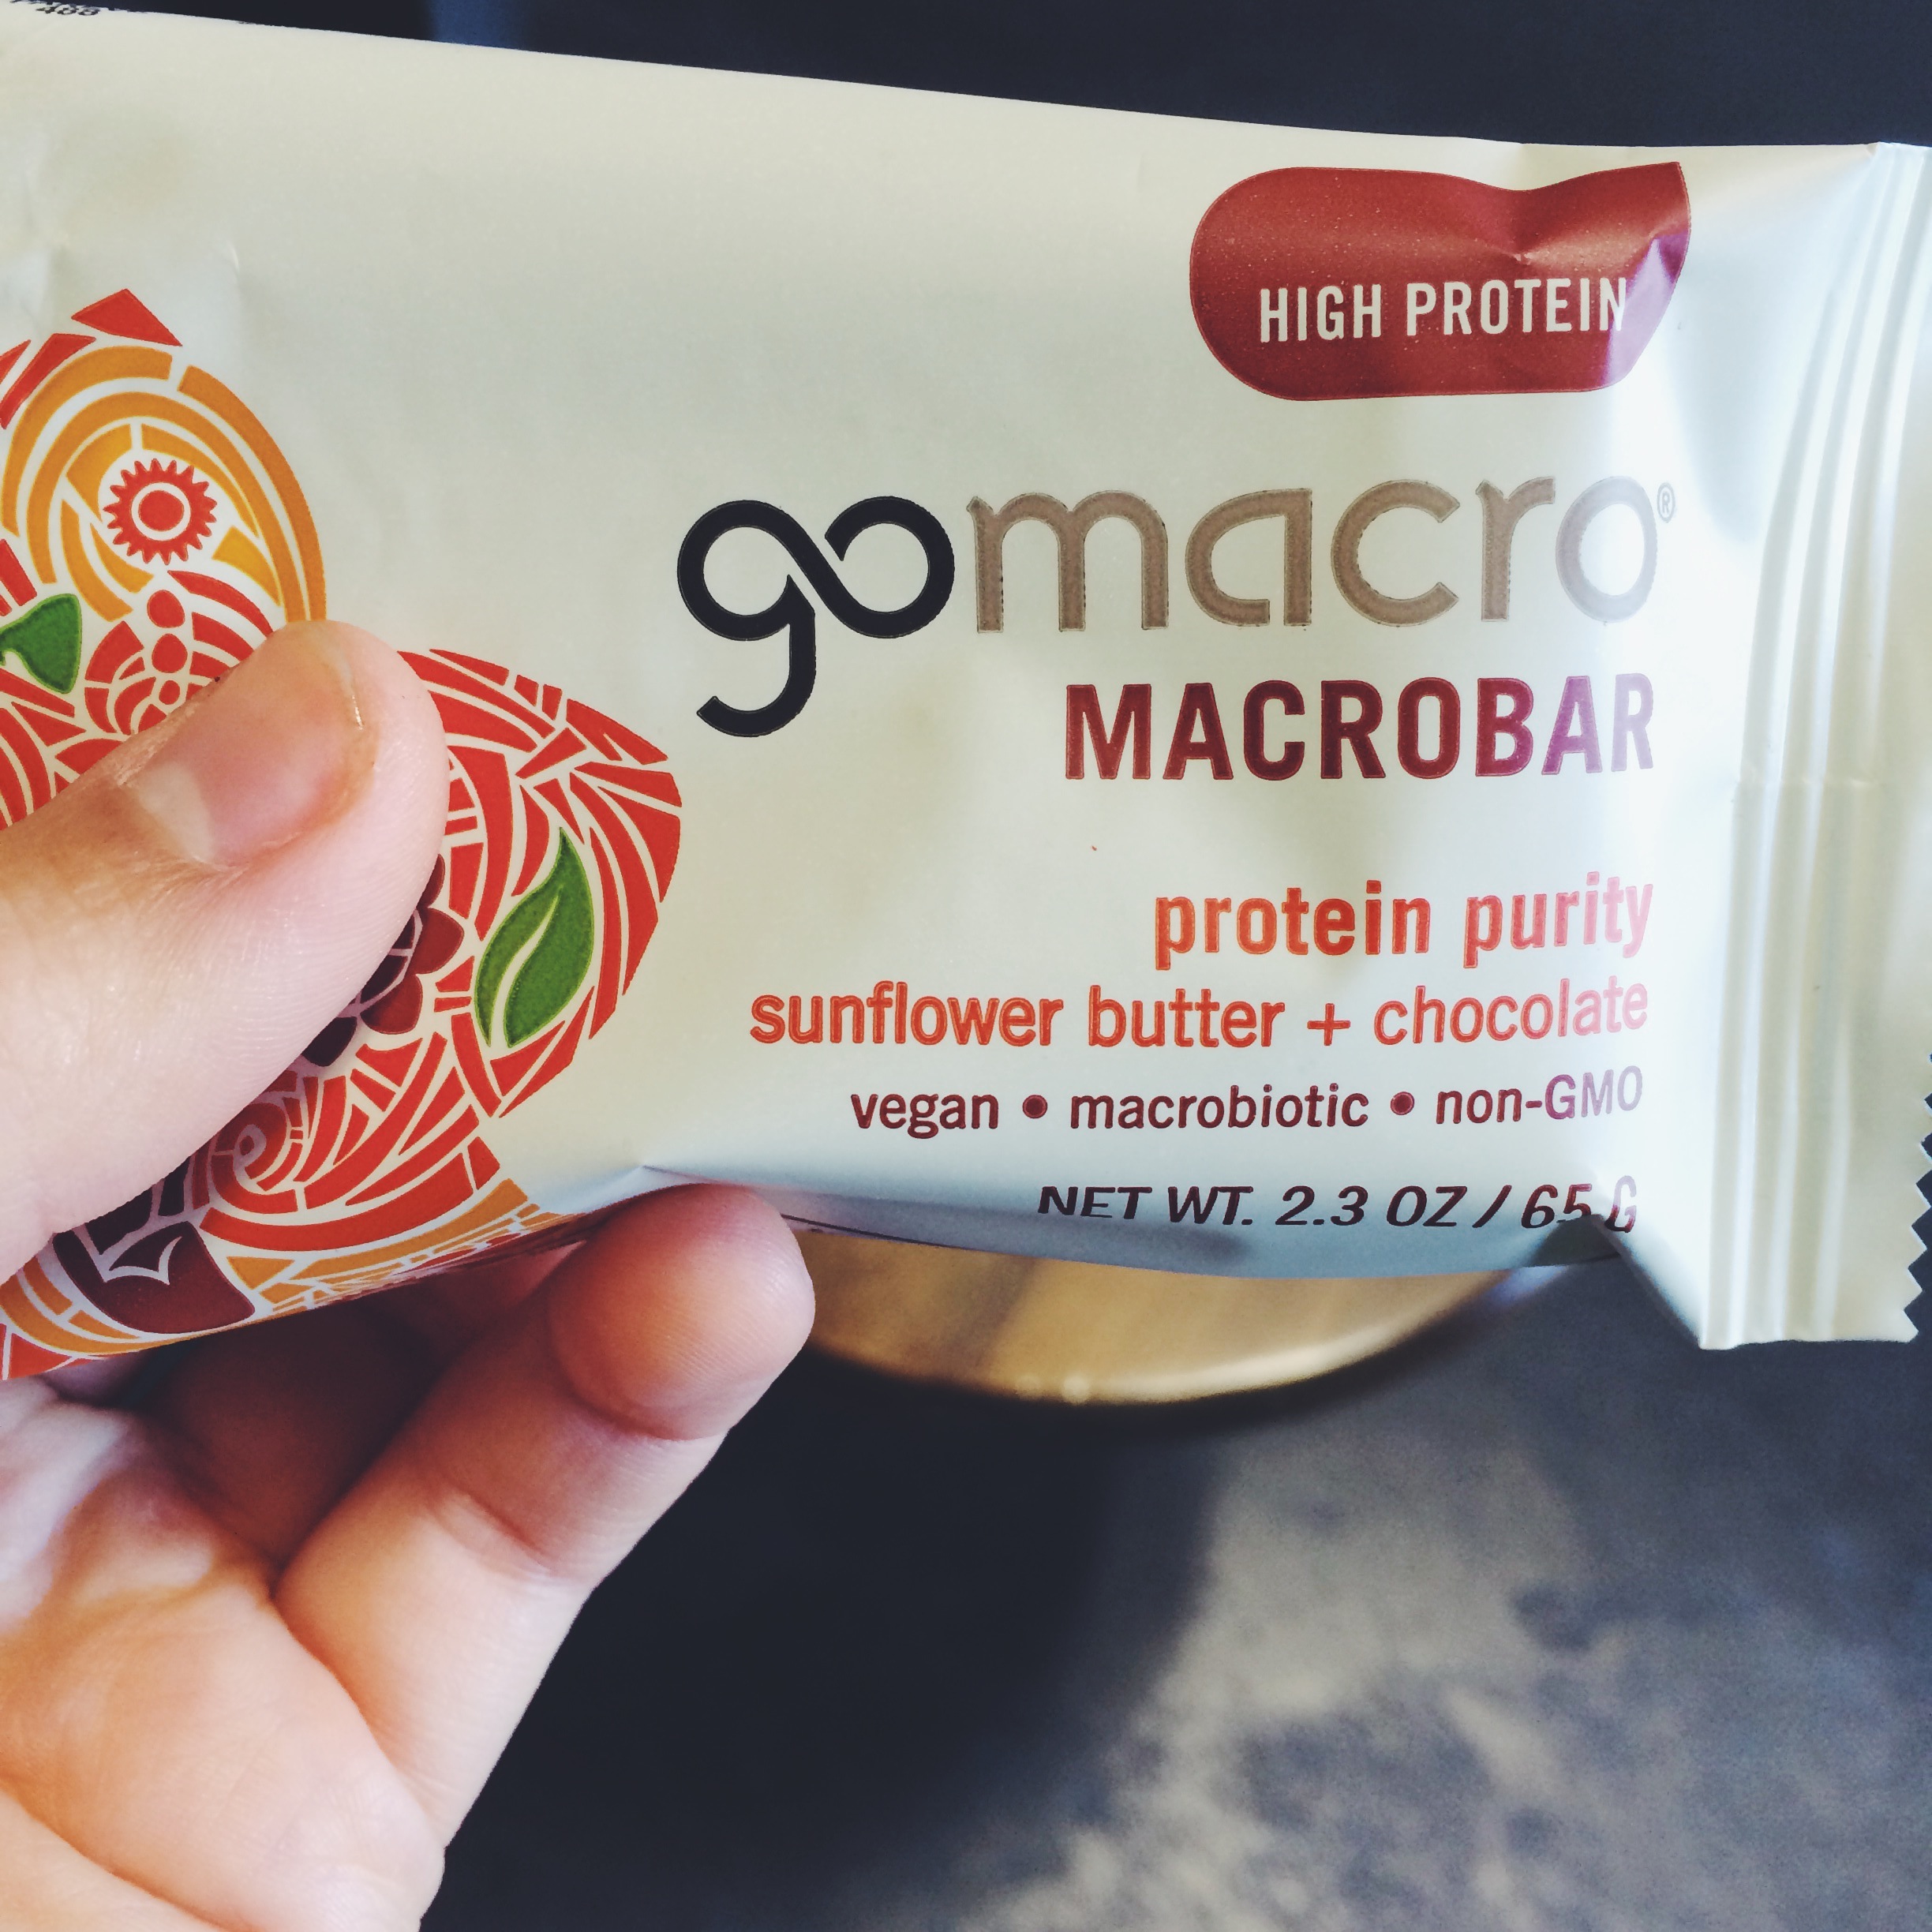 HIGH PROTEIN
gomacro®
MACROBAR
protein purity
sunflower butter + chocolate
vegan • macrobiotic • non-GMO
NET WT. 2.3 OZ / 65 G